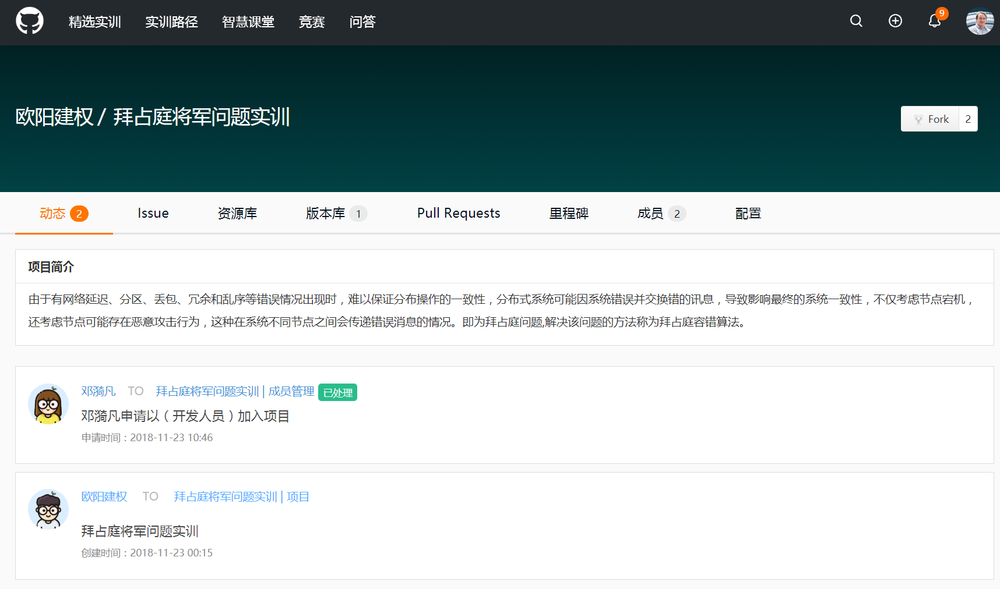 精选实训 实训路径 智慧课堂 竞赛 问答 9
欧阳建权 / 拜占庭将军问题实训 Fork 2
动态 2 Issue 资源库 版本库 1 Pull Requests 里程碑 成员 2 配置
项目简介
由于有网络延迟、分区、丢包、冗余和乱序等错误情况出现时，难以保证分布操作的一致性，分布式系统可能因系统错误并交换错的讯息，导致影响最终的系统一致性，不仅考虑节点宕机，
还考虑节点可能存在恶意攻击行为，这种在系统不同节点之间会传递错误消息的情况。即为拜占庭问题,解决该问题的方法称为拜占庭容错算法。
邓漪凡 TO 拜占庭将军问题实训 | 成员管理 已处理
邓漪凡申请以（开发人员）加入项目
申请时间：2018-11-23 10:46
欧阳建权 TO 拜占庭将军问题实训 | 项目
拜占庭将军问题实训
创建时间：2018-11-23 00:15